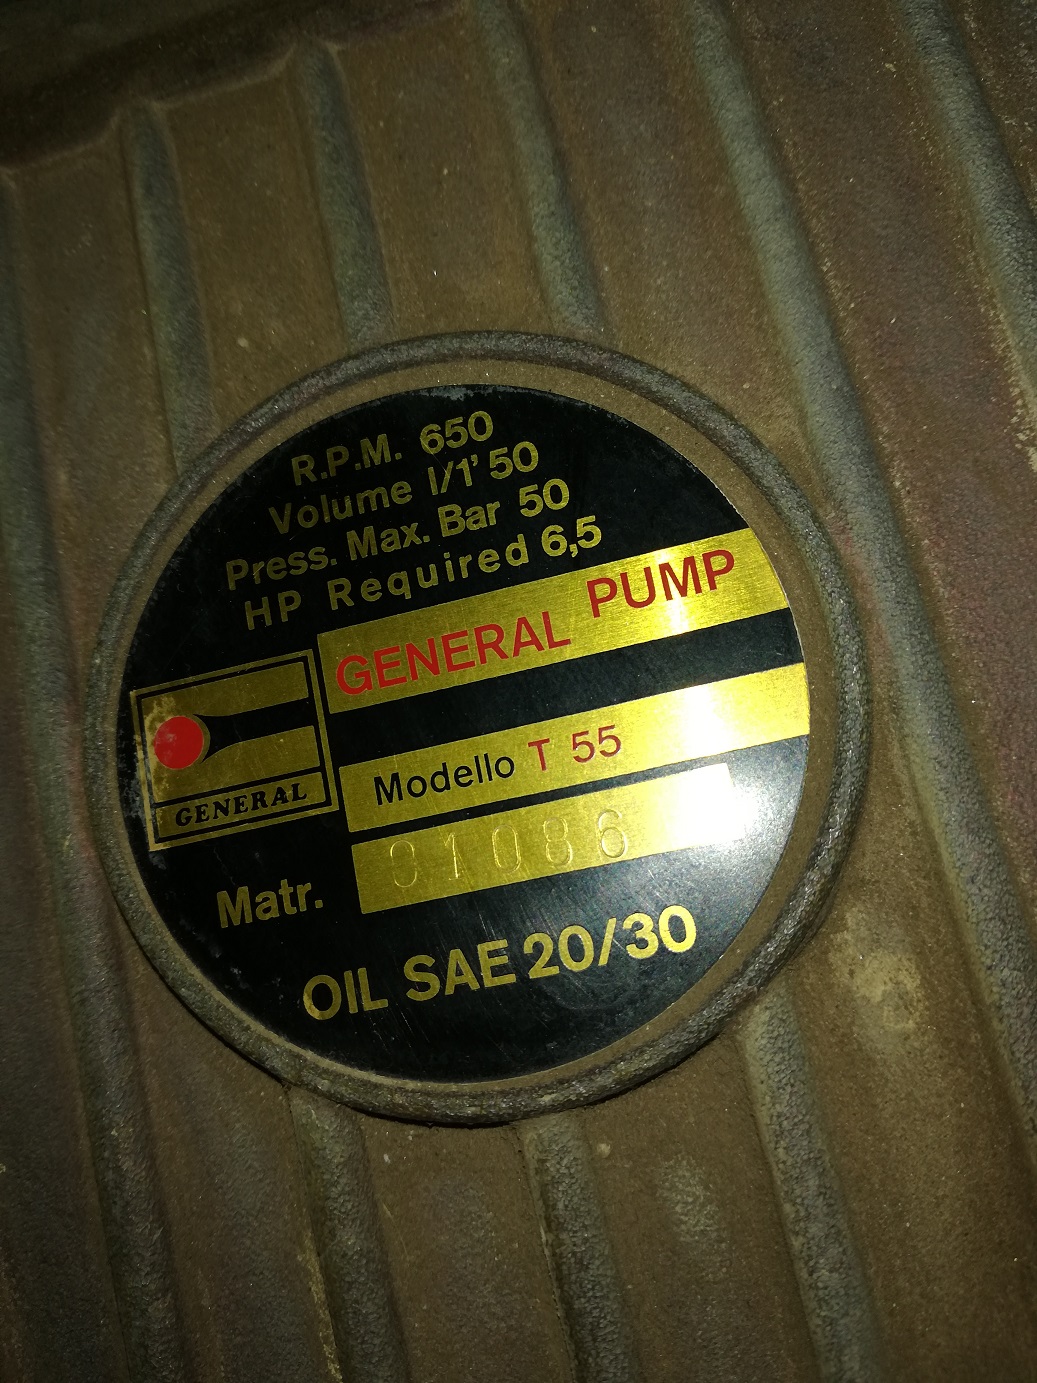 R.P.M. 650
Volume l/1' 50
Press. Max. Bar 50
HP Required 6,5
GENERAL PUMP
GENERAL
Modello T 55
Matr. 01086
OIL SAE 20/30